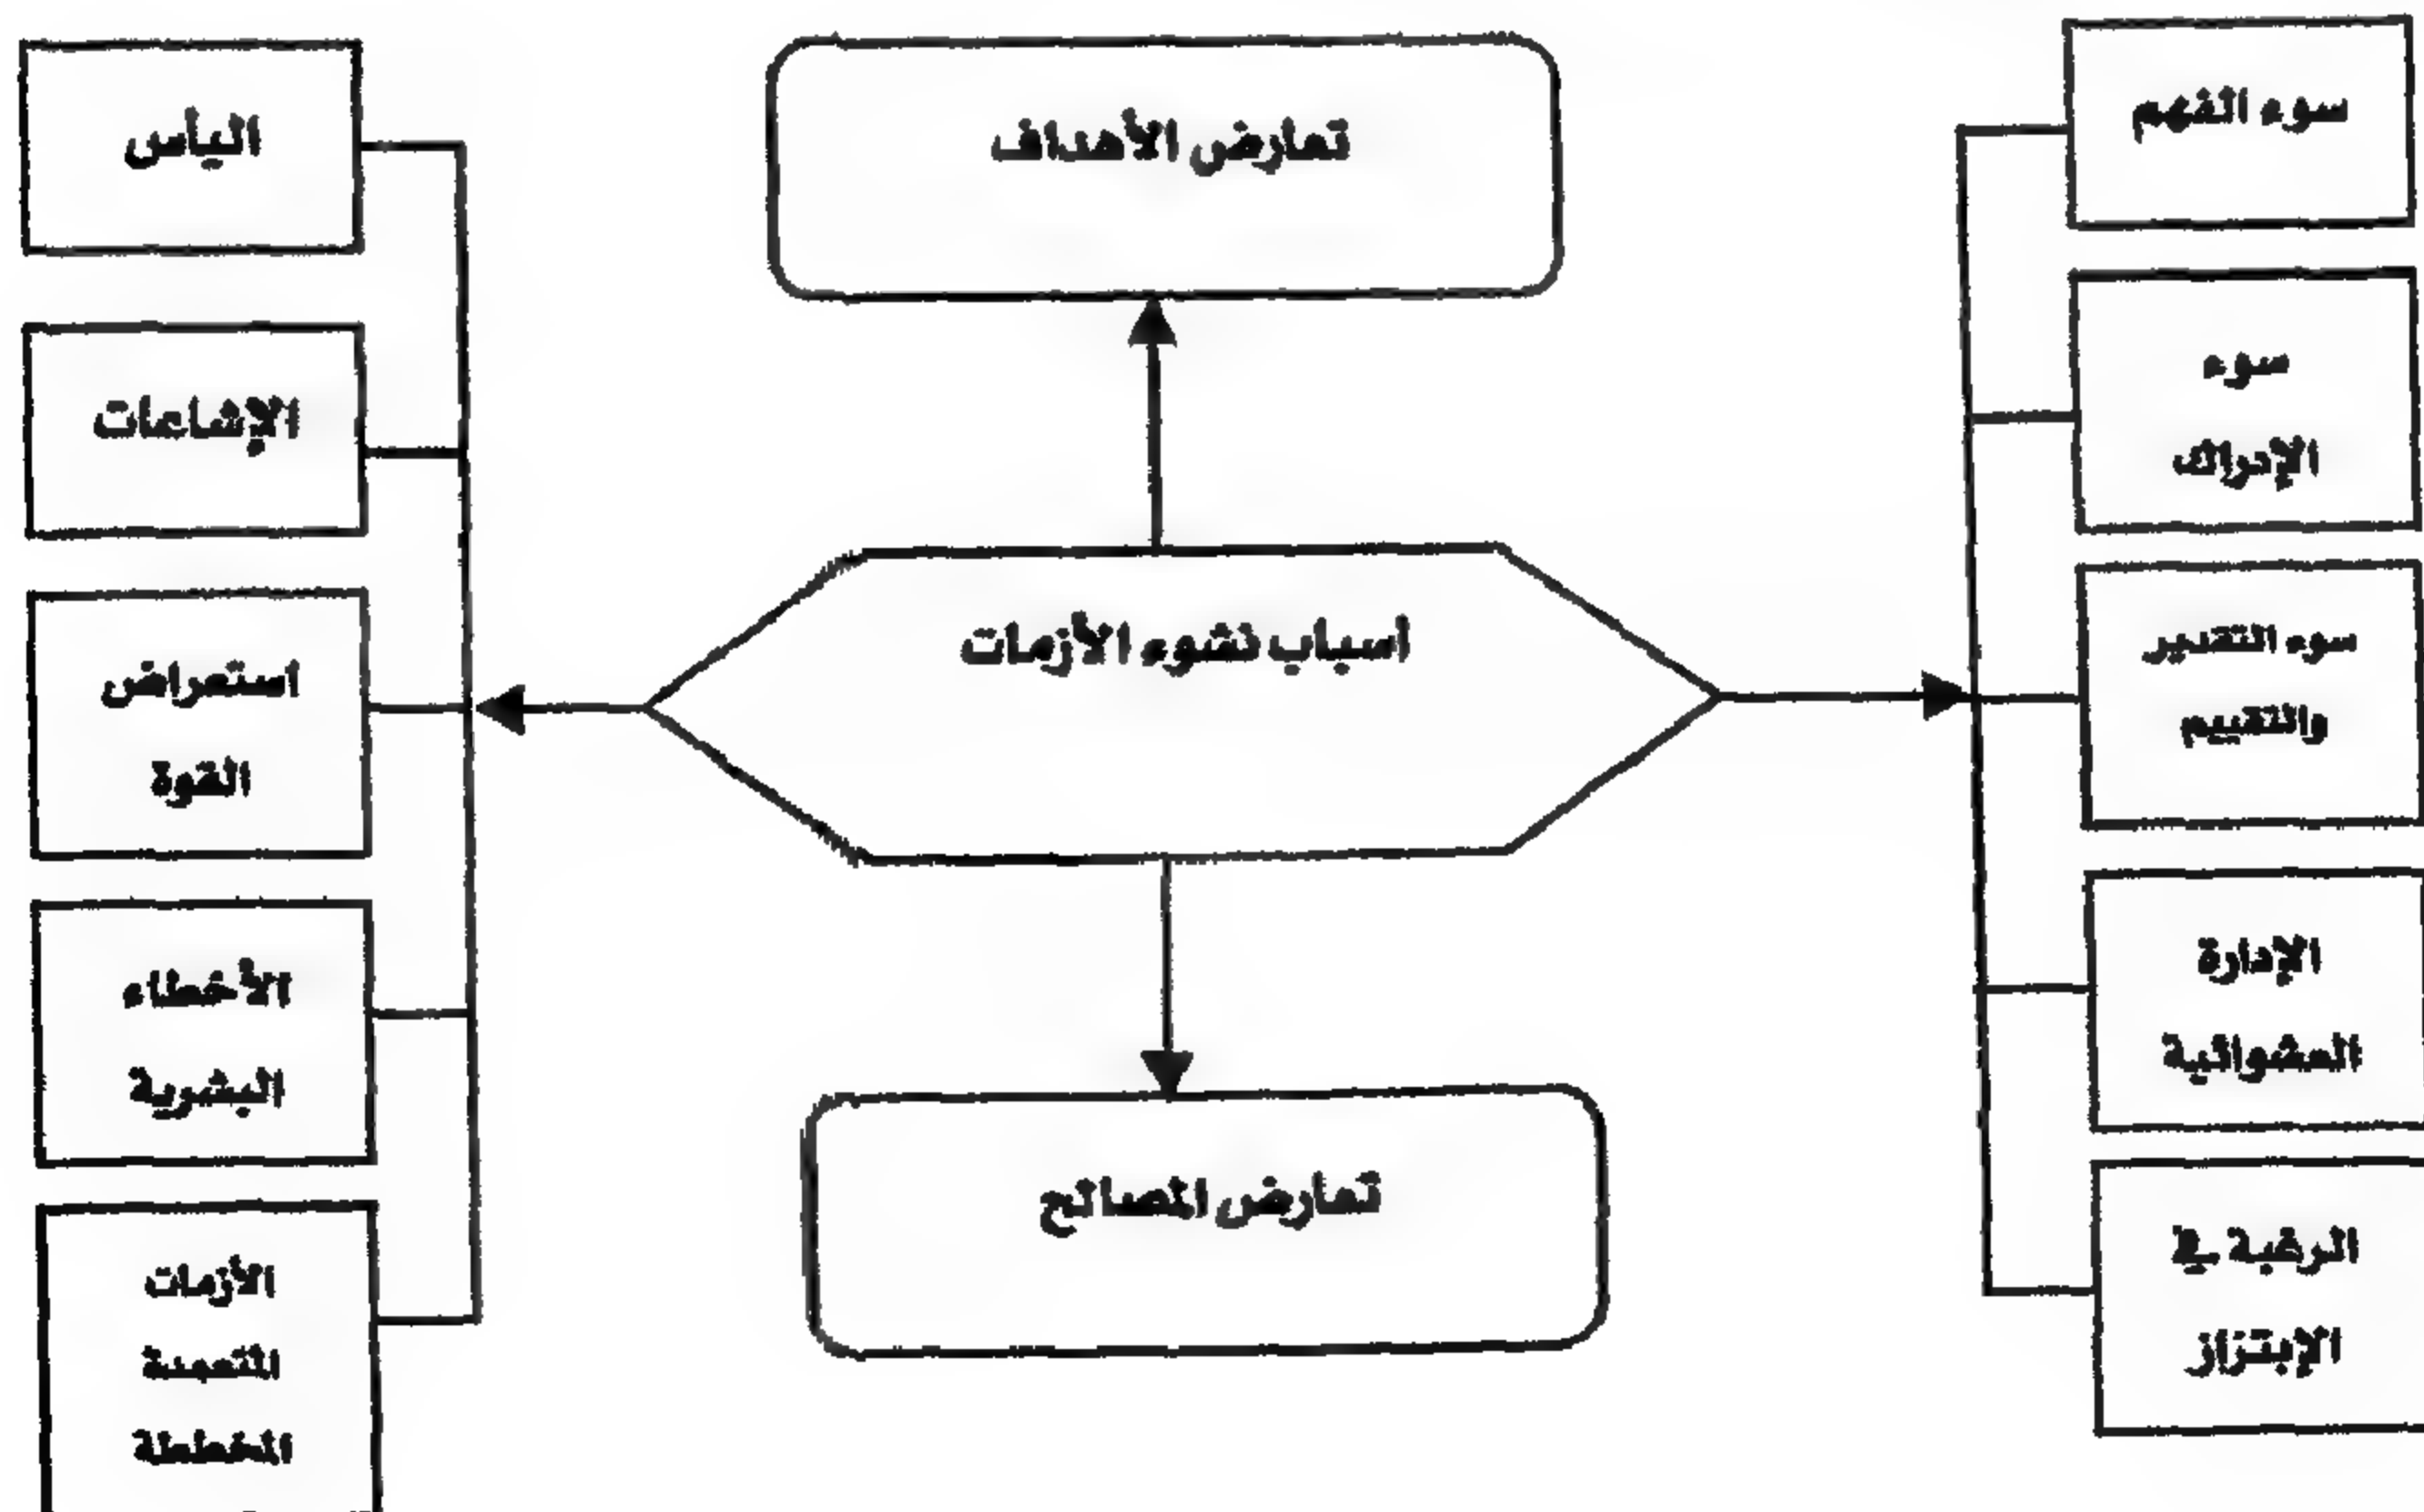 سوء الفهم
سوء
الإدراك
سوء التقدير
والتقييم
الإدارة
العشوائية
الرغبة في
الإبتزاز
تعارض الأهداف
أسباب نشوء الأزمات
تعارض المصالح
اليأس
الإشاعات
استعراض
القوة
الأخطاء
البشرية
الأزمات
المتعمدة
المخططة